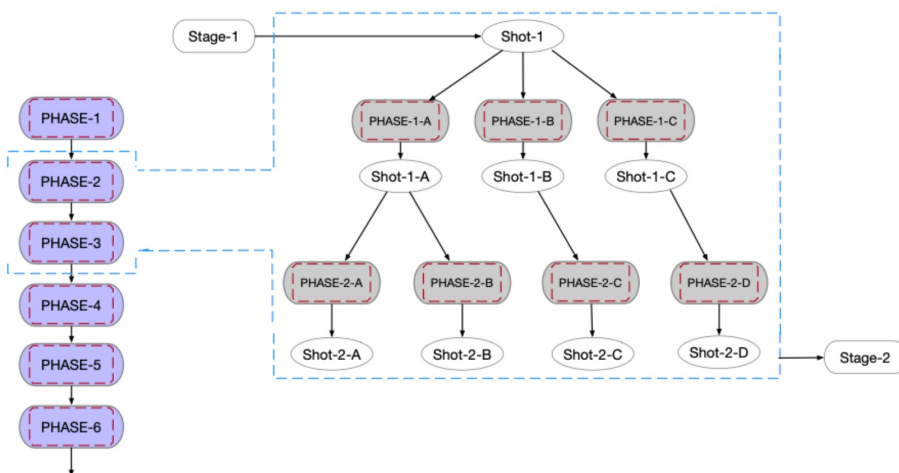 Stage-1
Shot-1
PHASE-1
PHASE-2
PHASE-3
PHASE-4
PHASE-5
PHASE-6
PHASE-1-A
PHASE-1-B
PHASE-1-C
Shot-1-A
Shot-1-B
Shot-1-C
PHASE-2-A
PHASE-2-B
PHASE-2-C
PHASE-2-D
Shot-2-A
Shot-2-B
Shot-2-C
Shot-2-D
Stage-2